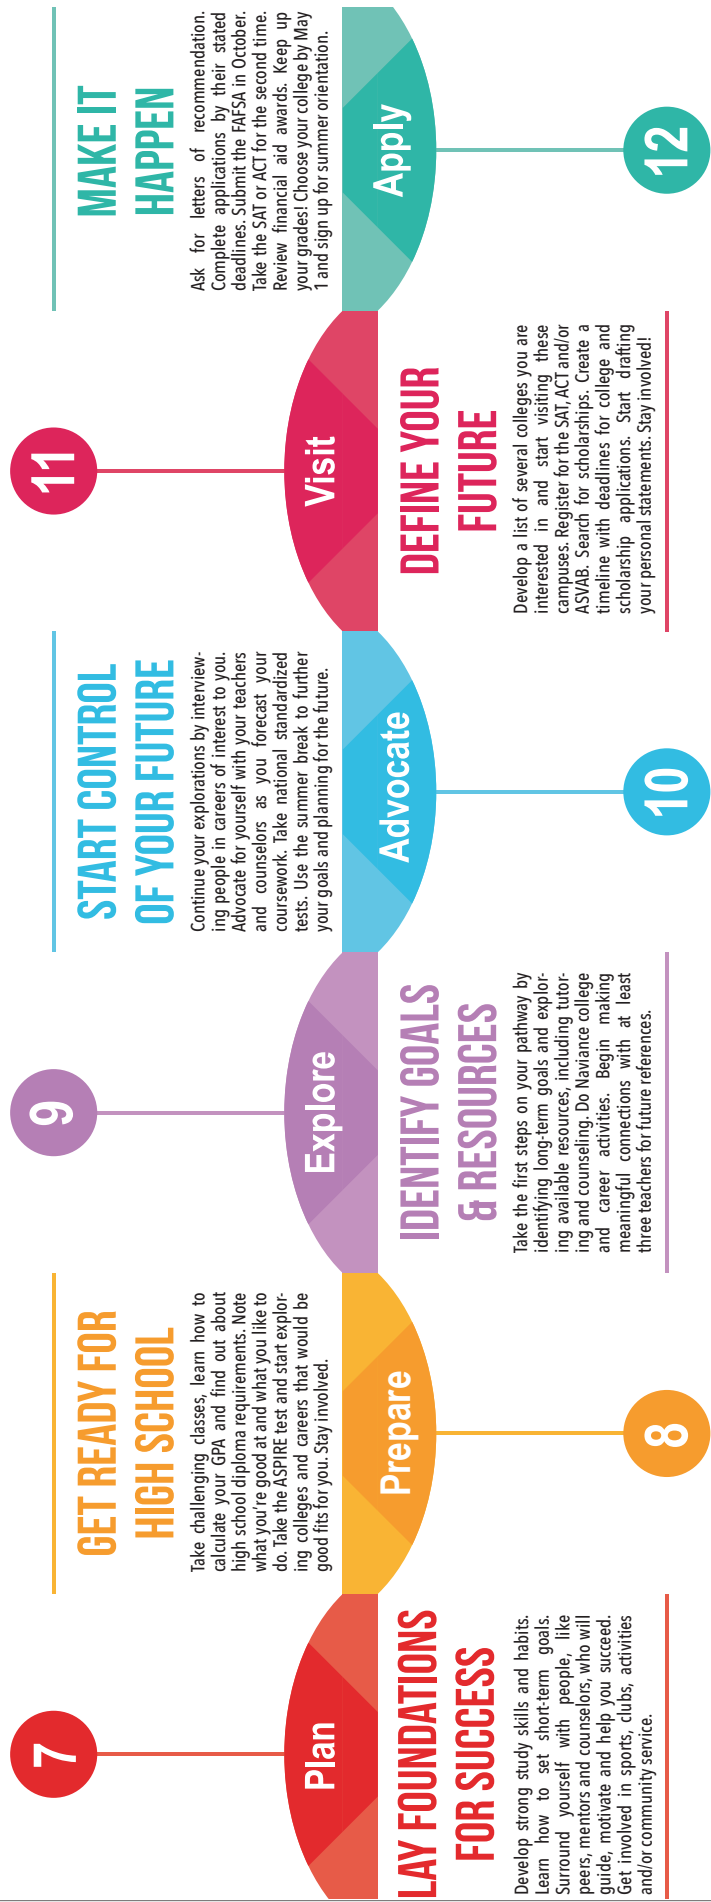 7
Plan
LAY FOUNDATIONS
FOR SUCCESS
Develop strong study skills and habits.
Learn how to set short-term goals.
Surround yourself with people, like
peers, mentors and counselors, who will
guide, motivate and help you succeed.
Get involved in sports, clubs, activities
and/or community service.
GET READY FOR
HIGH SCHOOL
Take challenging classes, learn how to
calculate your GPA and find out about
high school diploma requirements. Note
what you're good at and what you like to
do. Take the ASPIRE test and start explor-
ing colleges and careers that would be
good fits for you. Stay involved.
Prepare
8
9
Explore
IDENTIFY GOALS
& RESOURCES
Take the first steps on your pathway by
identifying long-term goals and explor-
ing available resources, including tutor-
ing and counseling. Do Naviance college
and career activities. Begin making
meaningful connections with at least
three teachers for future references.
START CONTROL
OF YOUR FUTURE
Continue your explorations by interview-
ing people in careers of interest to you.
Advocate for yourself with your teachers
and counselors as you forecast your
coursework. Take national standardized
tests. Use the summer break to further
your goals and planning for the future.
Advocate
10
11
Visit
DEFINE YOUR
FUTURE
Develop a list of several colleges you are
interested in and start visiting these
campuses. Register for the SAT, ACT and/or
ASVAB. Search for scholarships. Create a
timeline with deadlines for college and
scholarship applications. Start drafting
your personal statements. Stay involved!
MAKE IT
HAPPEN
Ask for letters of recommendation.
Complete applications by their stated
deadlines. Submit the FAFSA in October.
Take the SAT or ACT for the second time.
Review financial aid awards. Keep up
your grades! Choose your college by May
1 and sign up for summer orientation.
Apply
12